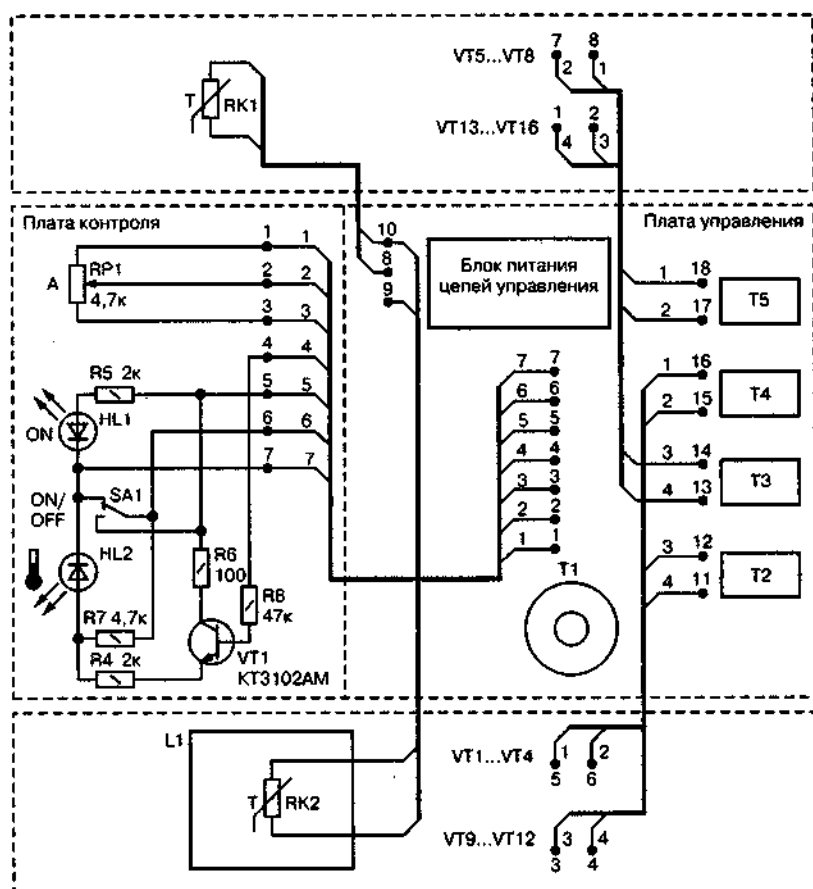 VT5...VT8
7 8
2 1
T RK1
VT13...VT16
1 2
4 3
Плата контроля
Плата управления
1 1
10
A RP1
4,7к
2 2
8
9
3 3
4 4
5 5
6 6
7 7
Блок питания
цепей управления
1 18
2 17
T5
1 16
2 15
T4
3 14
4 13
T3
3 12
4 11
T2
R5 2к
HL1
ON
ON/
OFF
SA1
HL2
R6
100
R8
47к
R7 4,7к
R4 2к
VT1
КТ3102АМ
7 7
6 6
5 5
4 4
3 3
2 2
1 1
T1
L1
T RK2
VT1...VT4
1 2
5 6
VT9...VT12
3 4
3 4